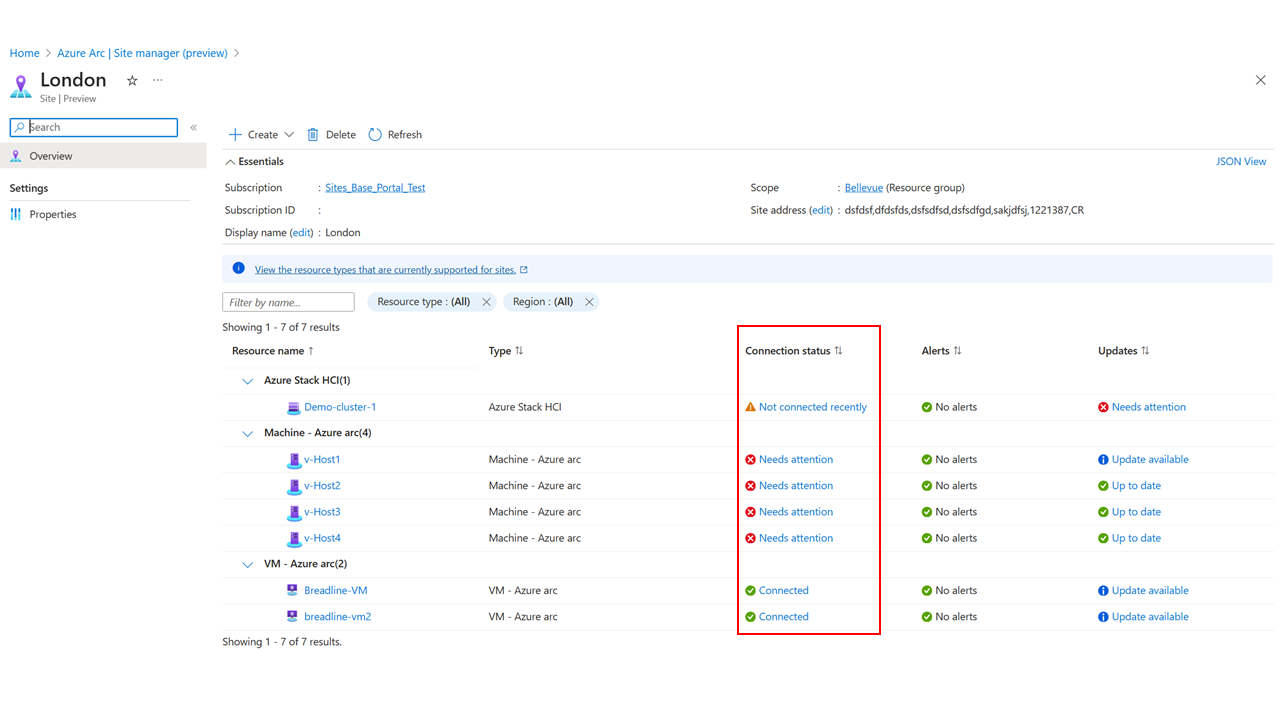 Home > Azure Arc | Site manager (preview) >
London ☆ ...
Site | Preview
Search «
Overview
Settings
Properties
Create Delete Refresh
Essentials JSON View
Subscription : Sites_Base_Portal_Test Scope : Bellevue (Resource group)
Subscription ID : Site address (edit) : dsfdsf,dfdsfds,dsfsdfsd,dsfsdfgd,sakjdfsj,1221387,CR
Display name (edit) : London
View the resource types that are currently supported for sites.
Filter by name... Resource type : (All) Region : (All)
Showing 1 - 7 of 7 results
Resource name ↑ Type ↑↓ Connection status ↑↓ Alerts ↑↓ Updates ↑↓
Azure Stack HCI(1)
Demo-cluster-1 Azure Stack HCI Not connected recently No alerts Needs attention
Machine - Azure arc(4)
v-Host1 Machine - Azure arc Needs attention No alerts Update available
v-Host2 Machine - Azure arc Needs attention No alerts Up to date
v-Host3 Machine - Azure arc Needs attention No alerts Up to date
v-Host4 Machine - Azure arc Needs attention No alerts Up to date
VM - Azure arc(2)
Breadline-VM VM - Azure arc Connected No alerts Update available
breadline-vm2 VM - Azure arc Connected No alerts Update available
Showing 1 - 7 of 7 results.